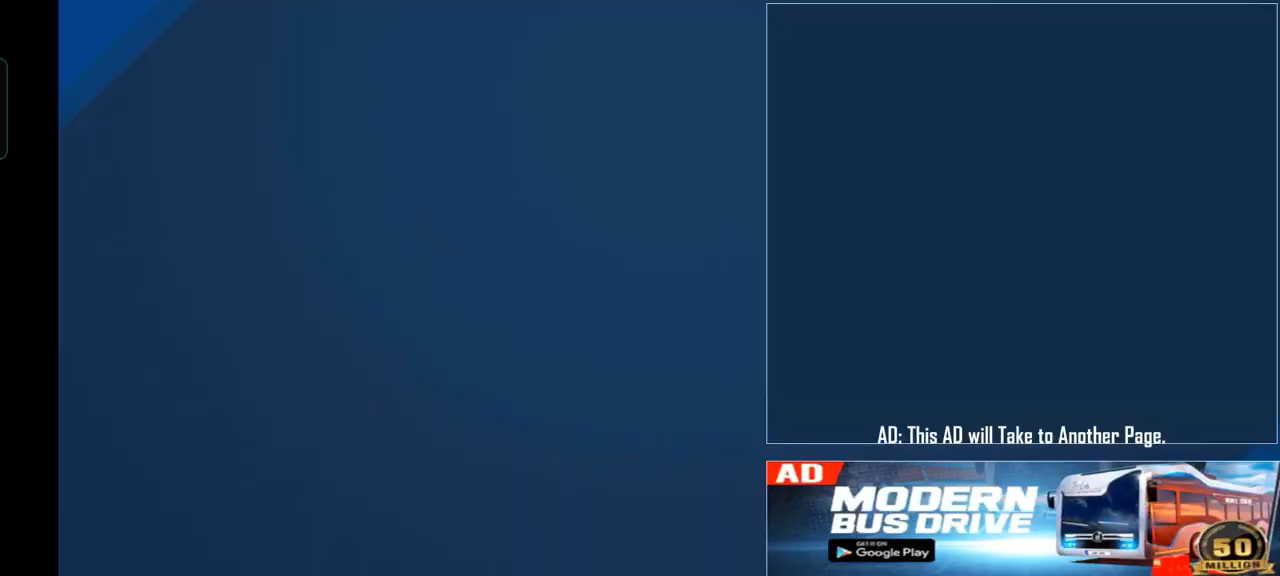 AD: This AD will Take to Another Page.
AD
MODERN
BUS DRIVE
GET IT ON
Google Play
50
MILLION